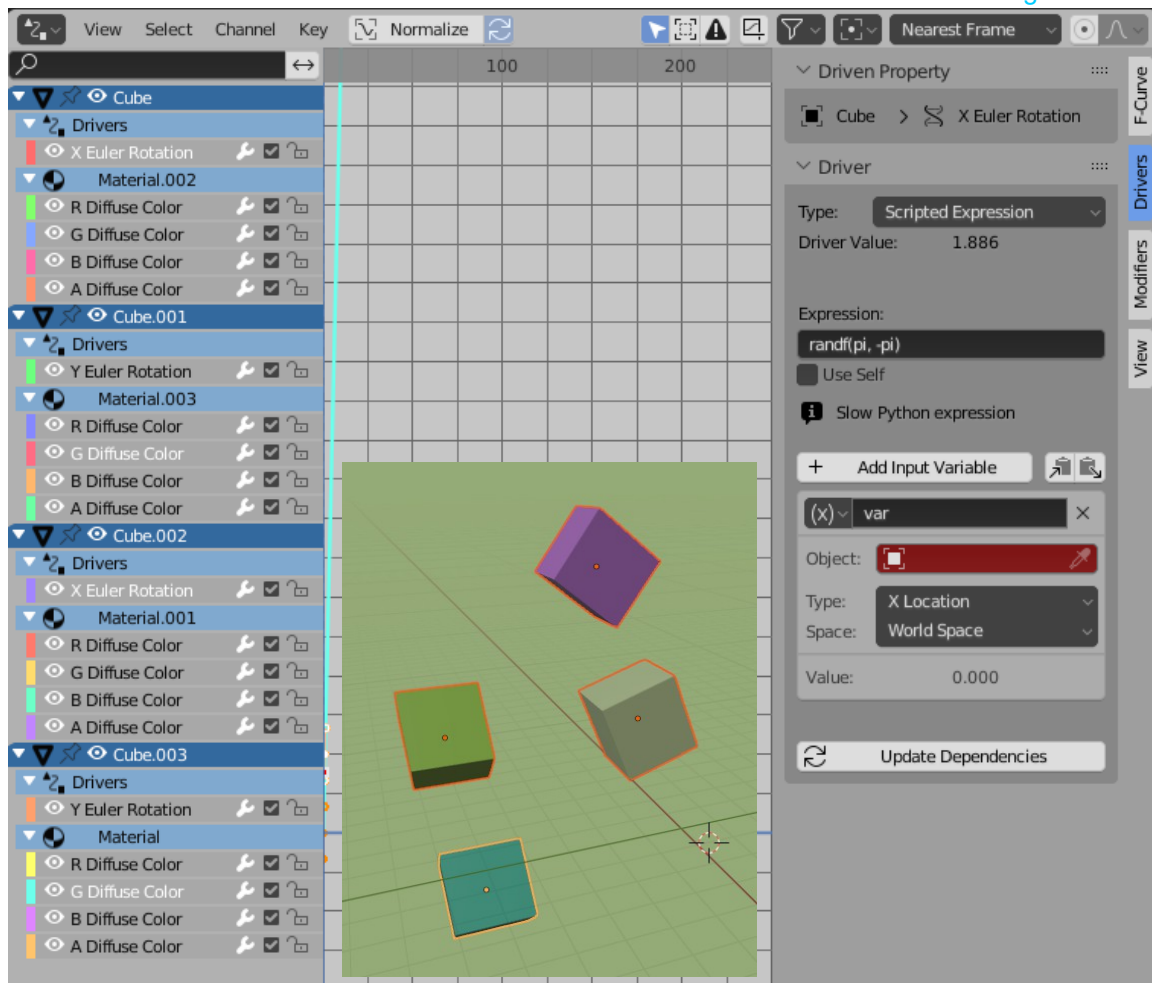 View Select Channel Key Normalize Nearest Frame
100 200
Cube
Drivers
X Euler Rotation
Material.002
R Diffuse Color
G Diffuse Color
B Diffuse Color
A Diffuse Color
Cube.001
Drivers
Y Euler Rotation
Material.003
R Diffuse Color
G Diffuse Color
B Diffuse Color
A Diffuse Color
Cube.002
Drivers
X Euler Rotation
Material.001
R Diffuse Color
G Diffuse Color
B Diffuse Color
A Diffuse Color
Cube.003
Drivers
Y Euler Rotation
Material
R Diffuse Color
G Diffuse Color
B Diffuse Color
A Diffuse Color
Driven Property
Cube > X Euler Rotation
Driver
Type: Scripted Expression
Driver Value: 1.886
Expression:
randf(pi, -pi)
Use Self
Slow Python expression
+ Add Input Variable
(x) var
Object:
Type: X Location
Space: World Space
Value: 0.000
Update Dependencies
F-Curve
Drivers
Modifiers
View